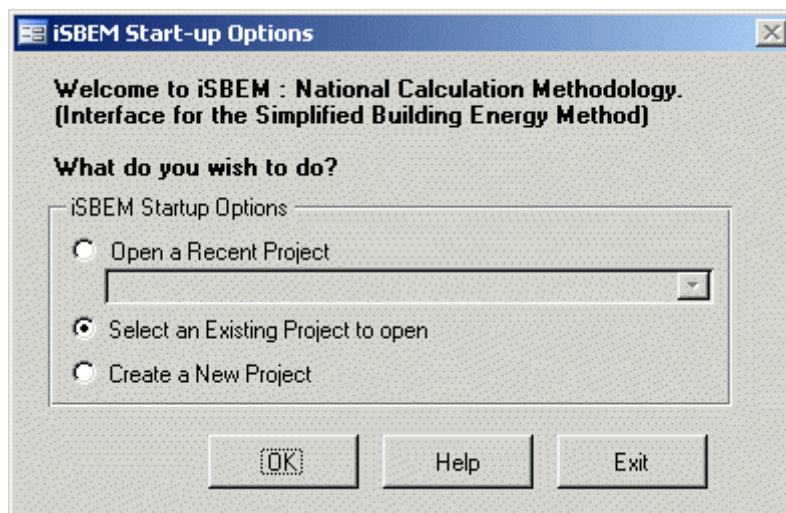 iSBEM Start-up Options
Welcome to iSBEM : National Calculation Methodology.
(Interface for the Simplified Building Energy Method)
What do you wish to do?
iSBEM Startup Options
Open a Recent Project
Select an Existing Project to open
Create a New Project
OK Help Exit